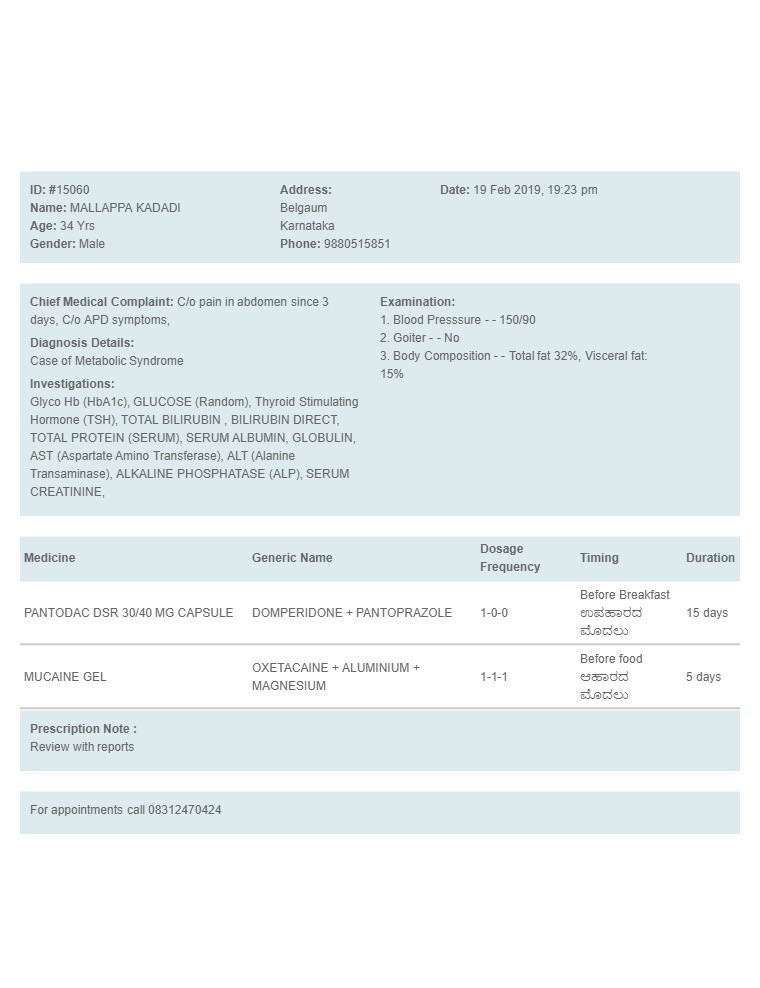 ID: #15060
Name: MALLAPPA KADADI
Age: 34 Yrs
Gender: Male
Address:
Belgaum
Karnataka
Phone: 9880515851
Date: 19 Feb 2019, 19:23 pm
Chief Medical Complaint: C/o pain in abdomen since 3
days, C/o APD symptoms,
Diagnosis Details:
Case of Metabolic Syndrome
Investigations:
Glyco Hb (HbA1c), GLUCOSE (Random), Thyroid Stimulating
Hormone (TSH), TOTAL BILIRUBIN , BILIRUBIN DIRECT,
TOTAL PROTEIN (SERUM), SERUM ALBUMIN, GLOBULIN,
AST (Aspartate Amino Transferase), ALT (Alanine
Transaminase), ALKALINE PHOSPHATASE (ALP), SERUM
CREATININE,
Examination:
1. Blood Presssure - - 150/90
2. Goiter - - No
3. Body Composition - - Total fat 32%, Visceral fat:
15%
Medicine Generic Name Dosage Frequency Timing Duration
PANTODAC DSR 30/40 MG CAPSULE DOMPERIDONE + PANTOPRAZOLE 1-0-0 Before Breakfast 15 days
ಉಪಹಾರದ
ಮೊದಲು
MUCAINE GEL OXETACAINE + ALUMINIUM + MAGNESIUM 1-1-1 Before food 5 days
ಆಹಾರದ
ಮೊದಲು
Prescription Note :
Review with reports
For appointments call 08312470424